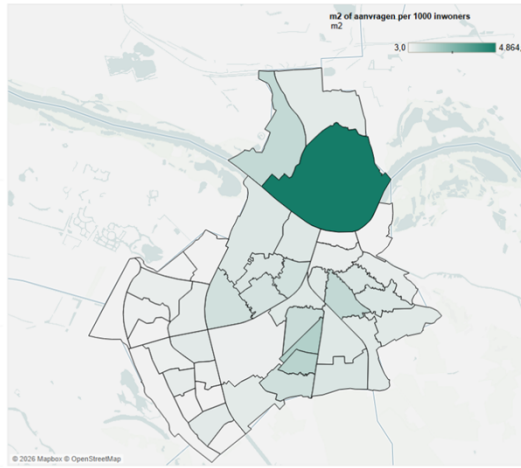 m2 of aanvragen per 1000 inwoners
m2
3,0 4.864,
© 2026 Mapbox © OpenStreetMap